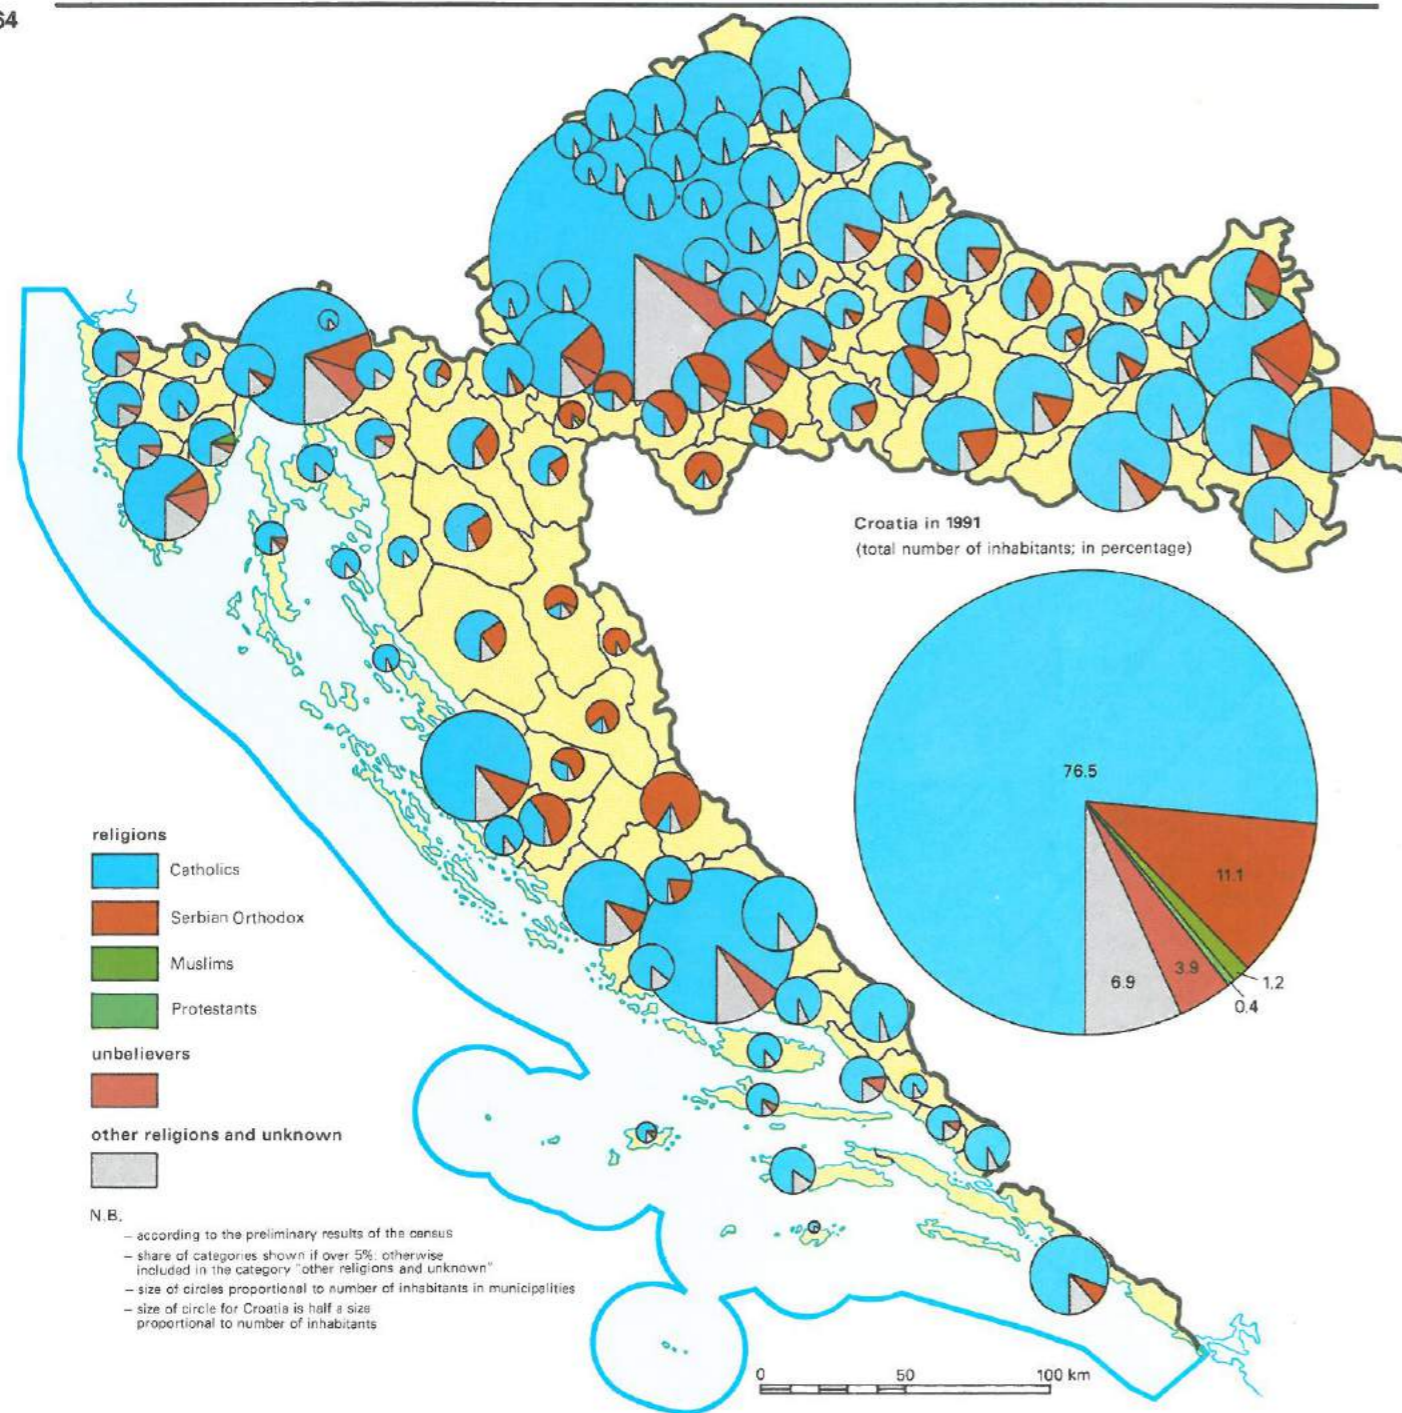 64
Croatia in 1991
(total number of inhabitants; in percentage)
76.5
11.1
1.2
0.4
3.9
6.9
religions
Catholics
Serbian Orthodox
Muslims
Protestants
unbelievers
other religions and unknown
N.B.
– according to the preliminary results of the census
– share of categories shown if over 5%: otherwise
included in the category "other religions and unknown"
– size of circles proportional to number of inhabitants in municipalities
– size of circle for Croatia is half a size
proportional to number of inhabitants
0 50 100 km